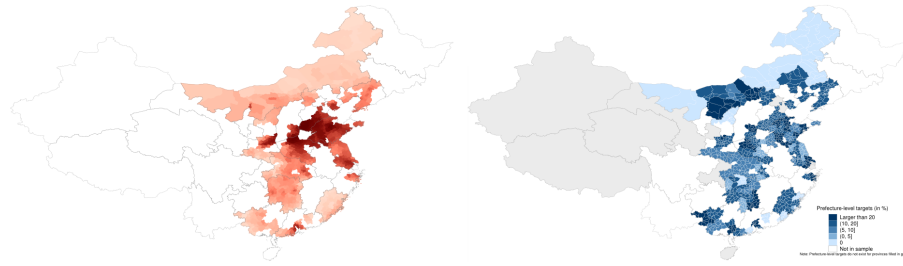 Prefecture-level targets (in %)
Larger than 20
(10, 20]
(5, 10]
(0, 5]
0
Not in sample
Note: Prefecture-level targets do not exist for provinces filled in g